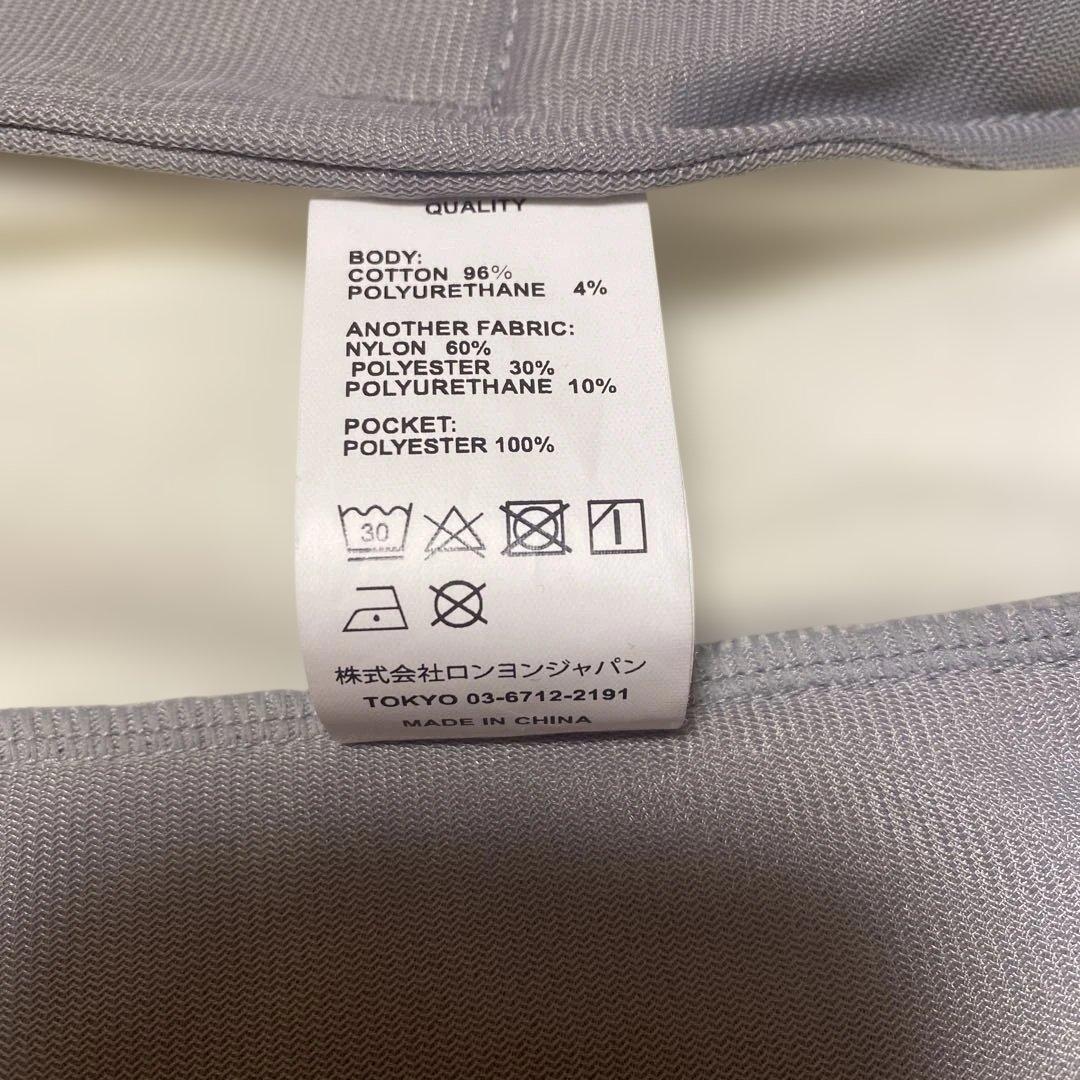 QUALITY
BODY:
COTTON 96%
POLYURETHANE 4%
ANOTHER FABRIC:
NYLON 60%
POLYESTER 30%
POLYURETHANE 10%
POCKET:
POLYESTER 100%
30
株式会社ロンヨンジャパン
TOKYO 03-6712-2191
MADE IN CHINA